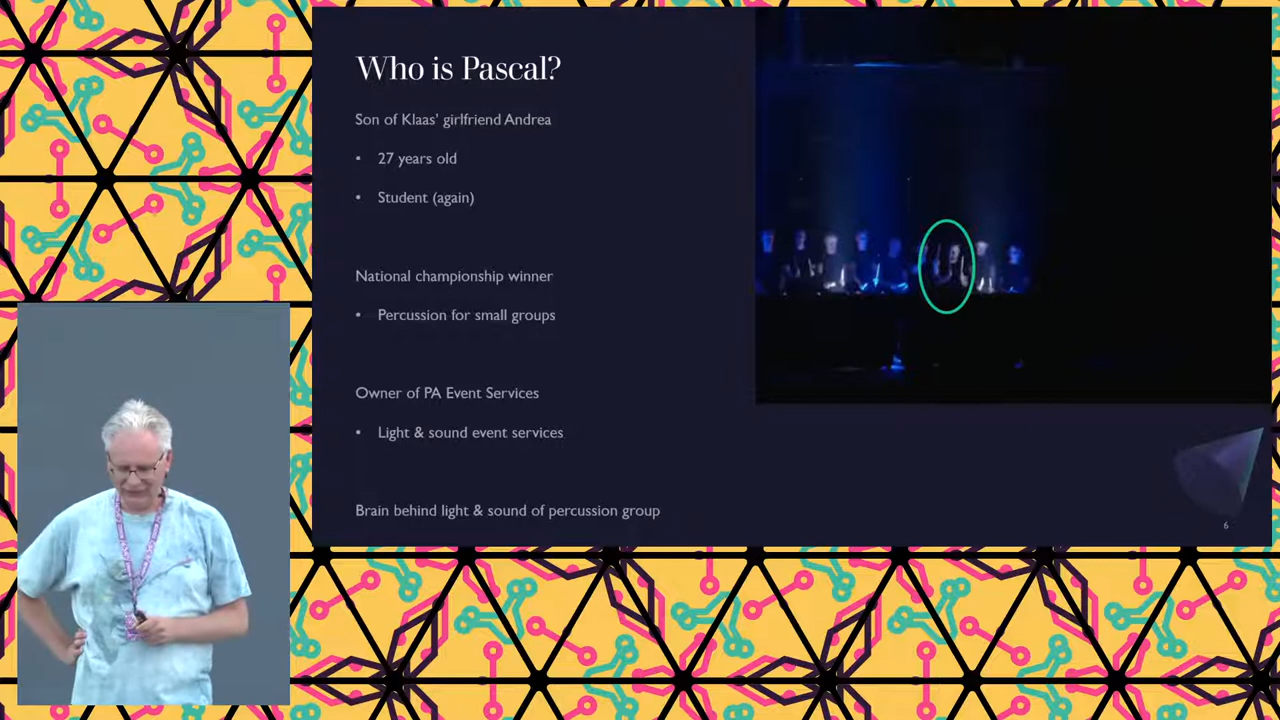 Who is Pascal?
Son of Klaas' girlfriend Andrea
• 27 years old
• Student (again)
National championship winner
• Percussion for small groups
Owner of PA Event Services
• Light & sound event services
Brain behind light & sound of percussion group
6